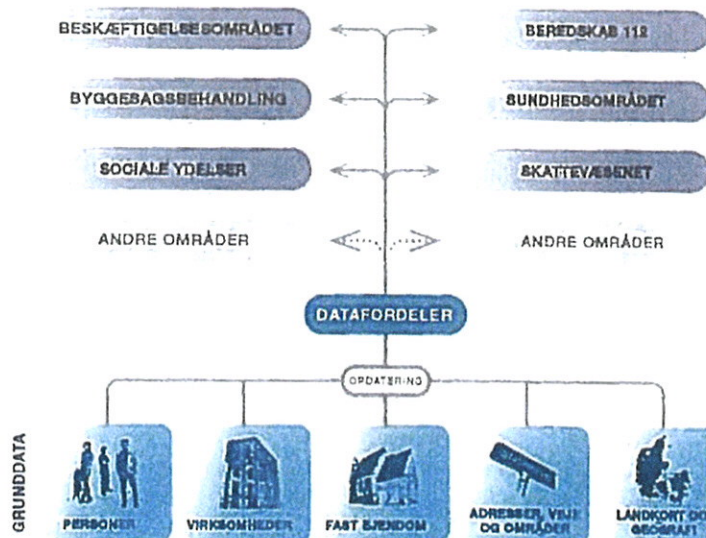 BESKÆFTIGELSESOMRÅDET
BEREDSKAB 112
BYGGESAGSBEHANDLING
SUNDHEDSOMRÅDET
SOCIALE YDELSER
SKATTEVÆSENET
ANDRE OMRÅDER
ANDRE OMRÅDER
DATAFORDELER
OPDATERING
GRUNDDATA
PERSONER
VIRKSOMHEDER
FAST EJENDOM
ADRESSER, VEJE
OG OMRÅDER
LANDKORT OG
GEOGRAFI